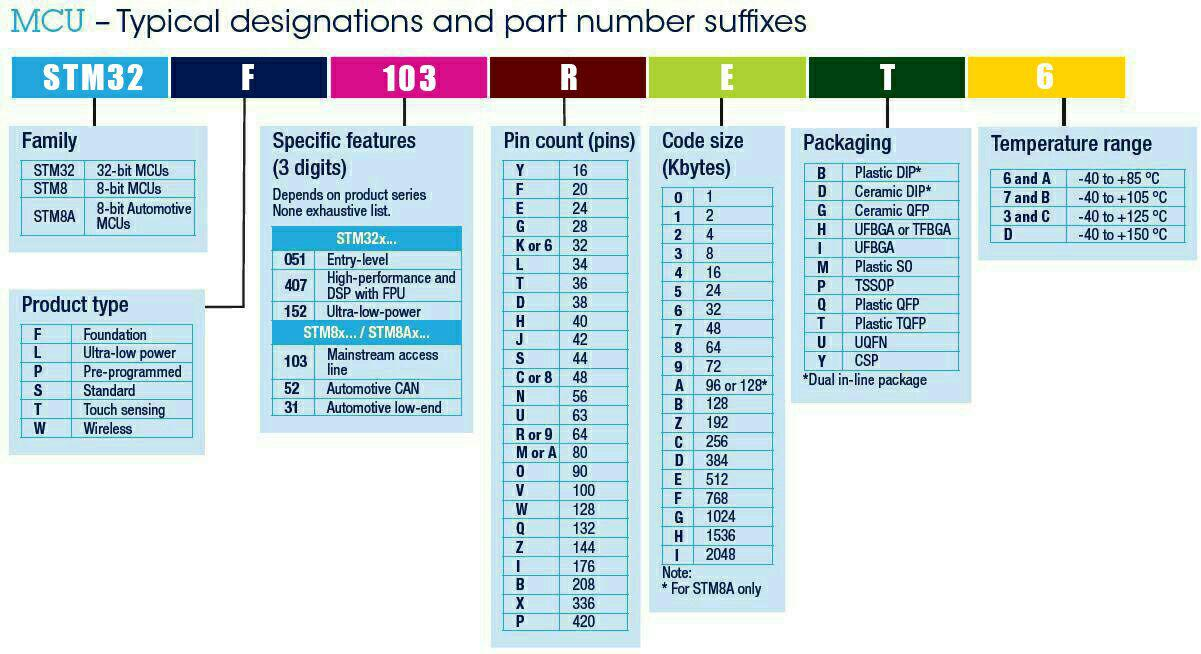 MCU – Typical designations and part number suffixes
STM32 F 103 R E T 6
Family
STM32 32-bit MCUs
STM8 8-bit MCUs
STM8A 8-bit Automotive
MCUs
Product type
F Foundation
L Ultra-low power
P Pre-programmed
S Standard
T Touch sensing
W Wireless
Specific features
(3 digits)
Depends on product series
None exhaustive list.
STM32x...
051 Entry-level
407 High-performance and
DSP with FPU
152 Ultra-low-power
STM8x... / STM8Ax...
103 Mainstream access
line
52 Automotive CAN
31 Automotive low-end
Pin count (pins)
Y 16
F 20
E 24
G 28
K or 6 32
L 34
T 36
D 38
H 40
J 42
S 44
C or 8 48
N 56
U 63
R or 9 64
M or A 80
O 90
V 100
W 128
Q 132
Z 144
I 176
B 208
X 336
P 420
Code size
(Kbytes)
0 1
1 2
2 4
3 8
4 16
5 24
6 32
7 48
8 64
9 72
A 96 or 128*
B 128
Z 192
C 256
D 384
E 512
F 768
G 1024
H 1536
I 2048
Note:
* For STM8A only
Packaging
B Plastic DIP*
D Ceramic DIP*
G Ceramic QFP
H UFBGA or TFBGA
I UFBGA
M Plastic SO
P TSSOP
Q Plastic QFP
T Plastic TQFP
U UQFN
Y CSP
*Dual in-line package
Temperature range
6 and A -40 to +85 ºC
7 and B -40 to +105 ºC
3 and C -40 to +125 ºC
D -40 to +150 ºC